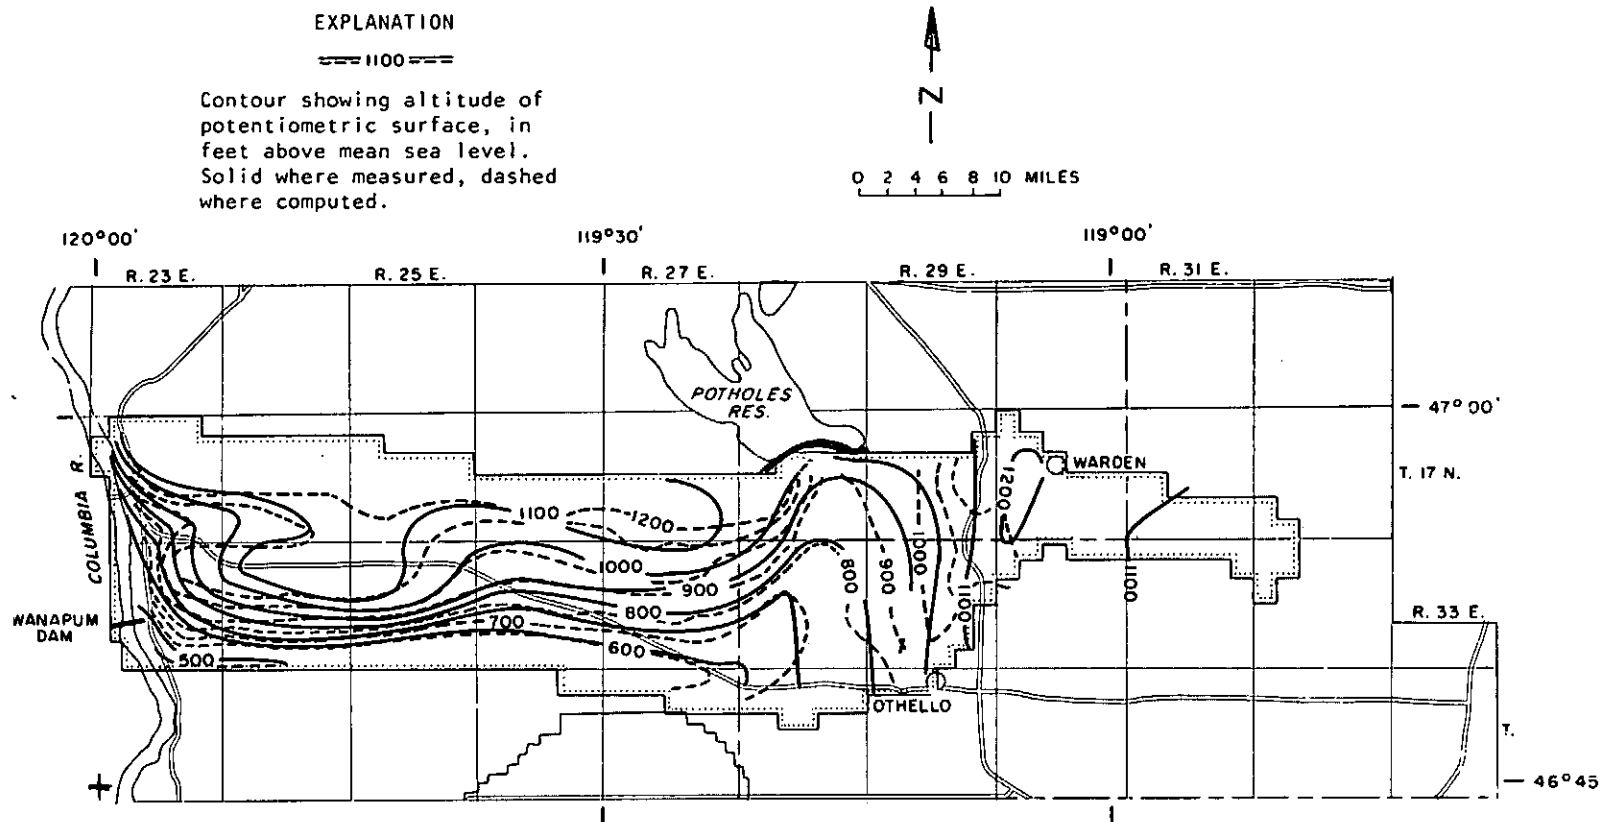 EXPLANATION
1100
Contour showing altitude of
potentiometric surface, in
feet above mean sea level.
Solid where measured, dashed
where computed.
N
0 2 4 6 8 10 MILES
120°00'
119°30'
119°00'
R. 23 E.
R. 25 E.
R. 27 E.
R. 29 E.
R. 31 E.
POTHOLES
RES.
47°00'
COLUMBIA R.
WARDEN
T. 17 N.
1200
1100
1200
1000
1000
900
800
900
800
700
600
500
1100
1100
WANAPUM
DAM
R. 33 E.
OTHELLO
T.
46°45